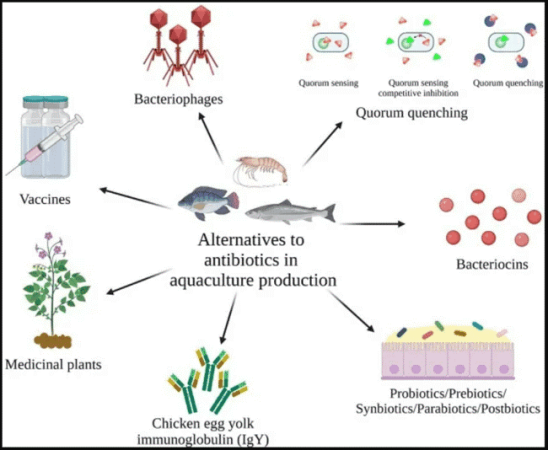 Quorum sensing
Quorum sensing
competitive inhibition
Quorum quenching
Quorum quenching
Bacteriophages
Vaccines
Alternatives to
antibiotics in
aquaculture production
Bacteriocins
Medicinal plants
Chicken egg yolk
immunoglobulin (IgY)
Probiotics/Prebiotics/
Synbiotics/Parabiotics/Postbiotics